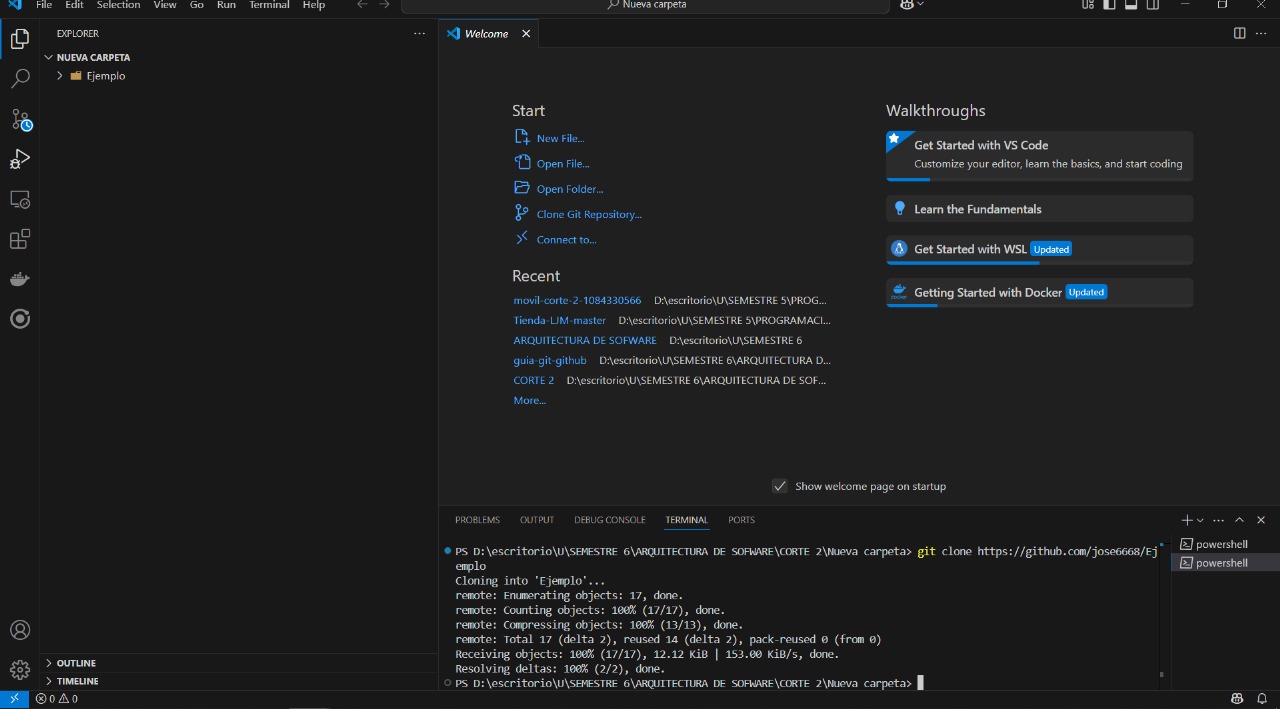 File Edit Selection View Go Run Terminal Help
Nueva carpeta
EXPLORER
NUEVA CARPETA
Ejemplo
Welcome
Start
New File...
Open File...
Open Folder...
Clone Git Repository...
Connect to...
Recent
movil-corte-2-1084330566 D:\escritorio\U\SEMESTRE 5\PROG...
Tienda-LJM-master D:\escritorio\U\SEMESTRE 5\PROGRAMACI...
ARQUITECTURA DE SOFWARE D:\escritorio\U\SEMESTRE 6
guia-git-github D:\escritorio\U\SEMESTRE 6\ARQUITECTURA D...
CORTE 2 D:\escritorio\U\SEMESTRE 6\ARQUITECTURA DE SOF...
More...
Walkthroughs
Get Started with VS Code
Customize your editor, learn the basics, and start coding
Learn the Fundamentals
Get Started with WSL Updated
Getting Started with Docker Updated
Show welcome page on startup
PROBLEMS OUTPUT DEBUG CONSOLE TERMINAL PORTS
PS D:\escritorio\U\SEMESTRE 6\ARQUITECTURA DE SOFWARE\CORTE 2\Nueva carpeta> git clone https://github.com/jose6668/Ej
emplo
Cloning into 'Ejemplo'...
remote: Enumerating objects: 17, done.
remote: Counting objects: 100% (17/17), done.
remote: Compressing objects: 100% (13/13), done.
remote: Total 17 (delta 2), reused 14 (delta 2), pack-reused 0 (from 0)
Receiving objects: 100% (17/17), 12.12 KiB | 153.00 KiB/s, done.
Resolving deltas: 100% (2/2), done.
PS D:\escritorio\U\SEMESTRE 6\ARQUITECTURA DE SOFWARE\CORTE 2\Nueva carpeta>
powershell
powershell
OUTLINE
TIMELINE
0 0